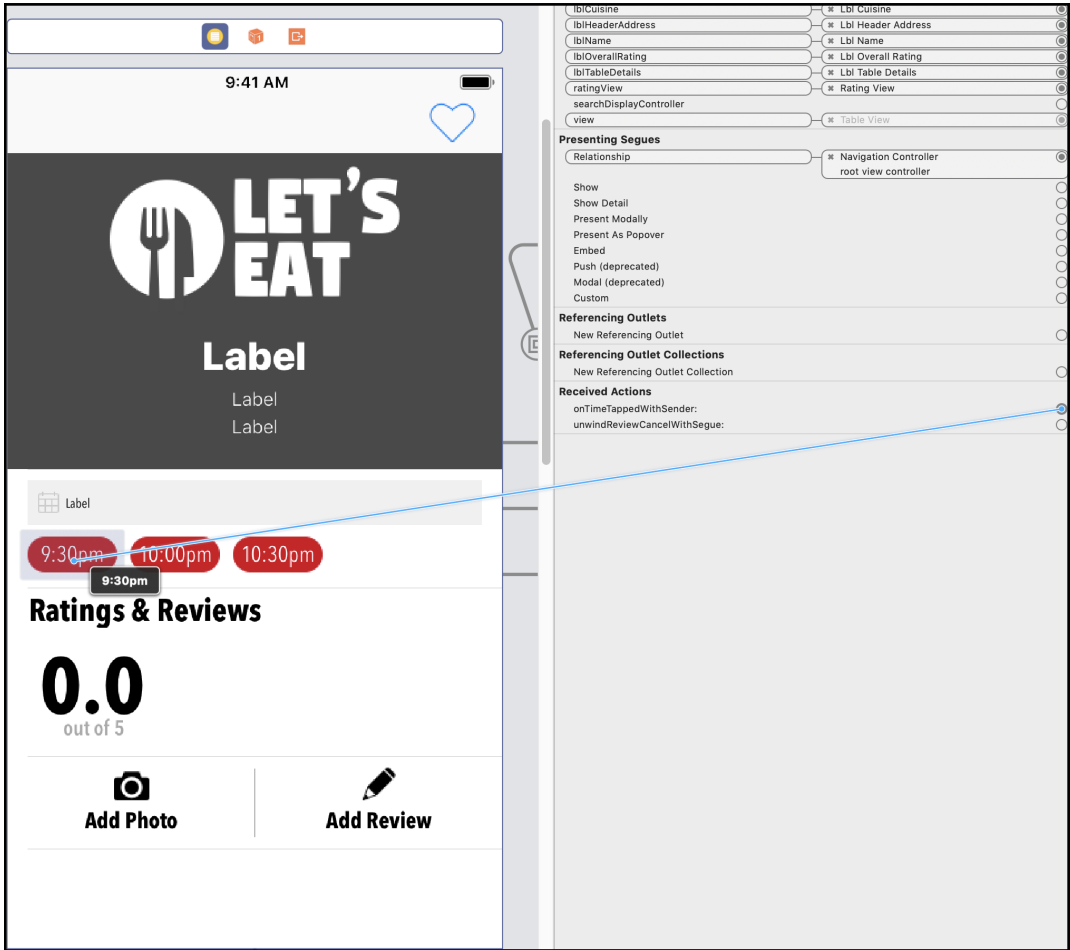 9:41 AM
LET'S
EAT
Label
Label
Label
Label
9:30pm
10:00pm
10:30pm
9:30pm
Ratings & Reviews
0.0
out of 5
Add Photo
Add Review
lblCuisine
Lbl Cuisine
lblHeaderAddress
Lbl Header Address
lblName
Lbl Name
lblOverallRating
Lbl Overall Rating
lblTableDetails
Lbl Table Details
ratingView
Rating View
searchDisplayController
view
Table View
Presenting Segues
Relationship
Navigation Controller
root view controller
Show
Show Detail
Present Modally
Present As Popover
Embed
Push (deprecated)
Modal (deprecated)
Custom
Referencing Outlets
New Referencing Outlet
Referencing Outlet Collections
New Referencing Outlet Collection
Received Actions
onTimeTappedWithSender:
unwindReviewCancelWithSegue: